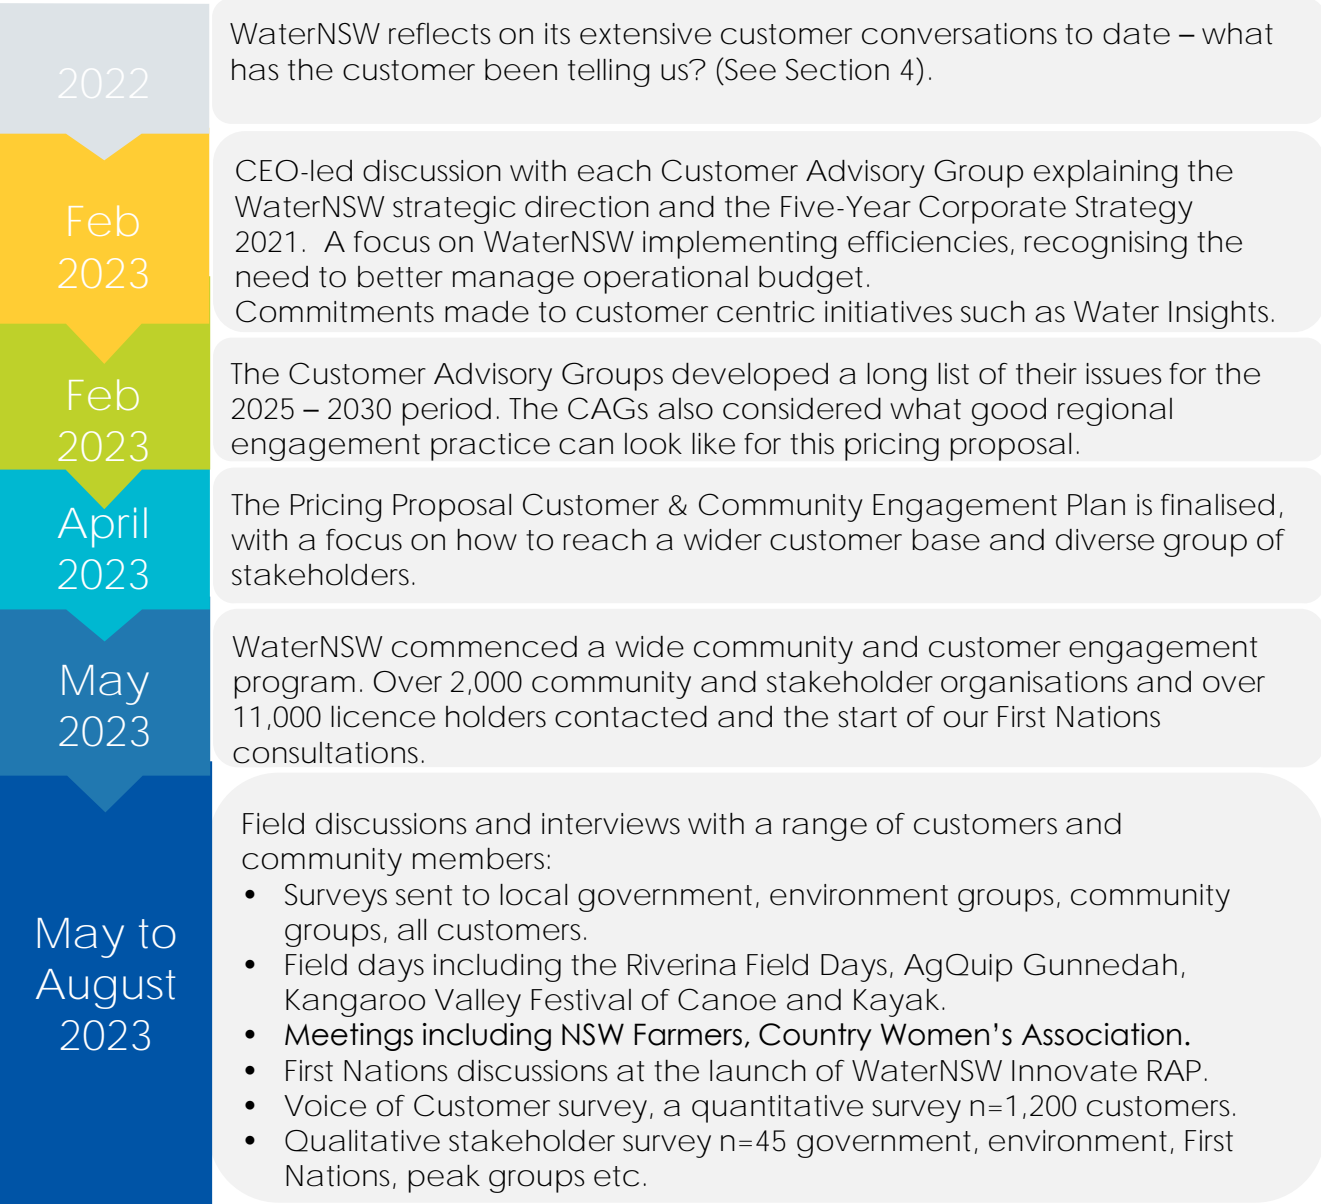 2022
WaterNSW reflects on its extensive customer conversations to date – what
has the customer been telling us? (See Section 4).
Feb
2023
CEO-led discussion with each Customer Advisory Group explaining the
WaterNSW strategic direction and the Five-Year Corporate Strategy
2021. A focus on WaterNSW implementing efficiencies, recognising the
need to better manage operational budget.
Commitments made to customer centric initiatives such as Water Insights.
Feb
2023
The Customer Advisory Groups developed a long list of their issues for the
2025 – 2030 period. The CAGs also considered what good regional
engagement practice can look like for this pricing proposal.
April
2023
The Pricing Proposal Customer & Community Engagement Plan is finalised,
with a focus on how to reach a wider customer base and diverse group of
stakeholders.
May
2023
WaterNSW commenced a wide community and customer engagement
program. Over 2,000 community and stakeholder organisations and over
11,000 licence holders contacted and the start of our First Nations
consultations.
May to
August
2023
Field discussions and interviews with a range of customers and
community members:
• Surveys sent to local government, environment groups, community
groups, all customers.
• Field days including the Riverina Field Days, AgQuip Gunnedah,
Kangaroo Valley Festival of Canoe and Kayak.
• Meetings including NSW Farmers, Country Women's Association.
• First Nations discussions at the launch of WaterNSW Innovate RAP.
• Voice of Customer survey, a quantitative survey n=1,200 customers.
• Qualitative stakeholder survey n=45 government, environment, First
Nations, peak groups etc.